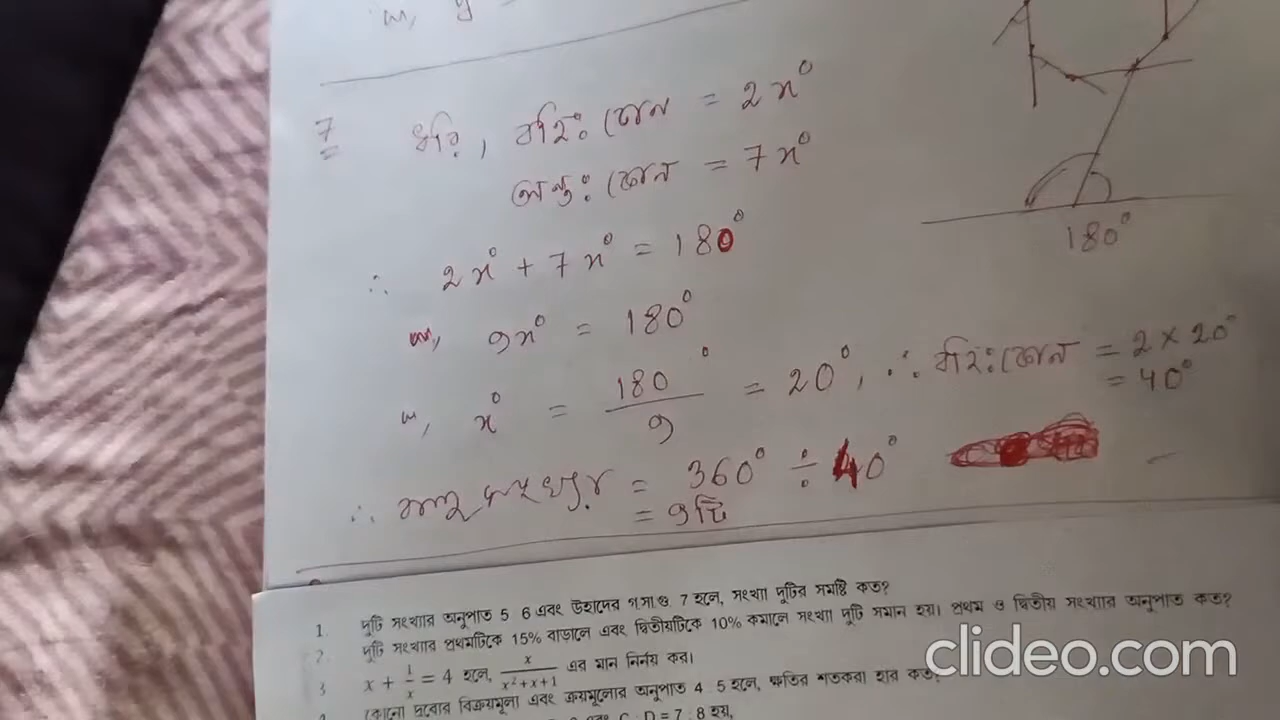 7 ধরি, বহিঃকোন = 2x°
অন্তঃকোন = 7x°
∴ 2x° + 7x° = 180°
বা, 9x° = 180°
বা, x° = 180°/9 = 20°, ∴ বহিঃকোন = 2 × 20°
= 40°
∴ বাহু সংখ্যা = 360° ÷ 40°
= 9টি
180°
1. দুটি সংখ্যার অনুপাত 5 6 এবং উহাদের গ সা গু 7 হলে, সংখ্যা দুটির সমষ্টি কত?
2. দুটি সংখ্যার প্রথমটিকে 15% বাড়ালে এবং দ্বিতীয়টিকে 10% কমালে সংখ্যা দুটি সমান হয়। প্রথম ও দ্বিতীয় সংখ্যার অনুপাত কত?
3 x + 1/x = 4 হলে, x/(x²+x+1) এর মান নির্নয় কর।
কোনো দ্রব্যের বিক্রয়মূল্য এবং ক্রয়মূল্যের অনুপাত 4 5 হলে, ক্ষতির শতকরা হার কত?
এবং C : D = 7 : 8 হয়,
clideo.com